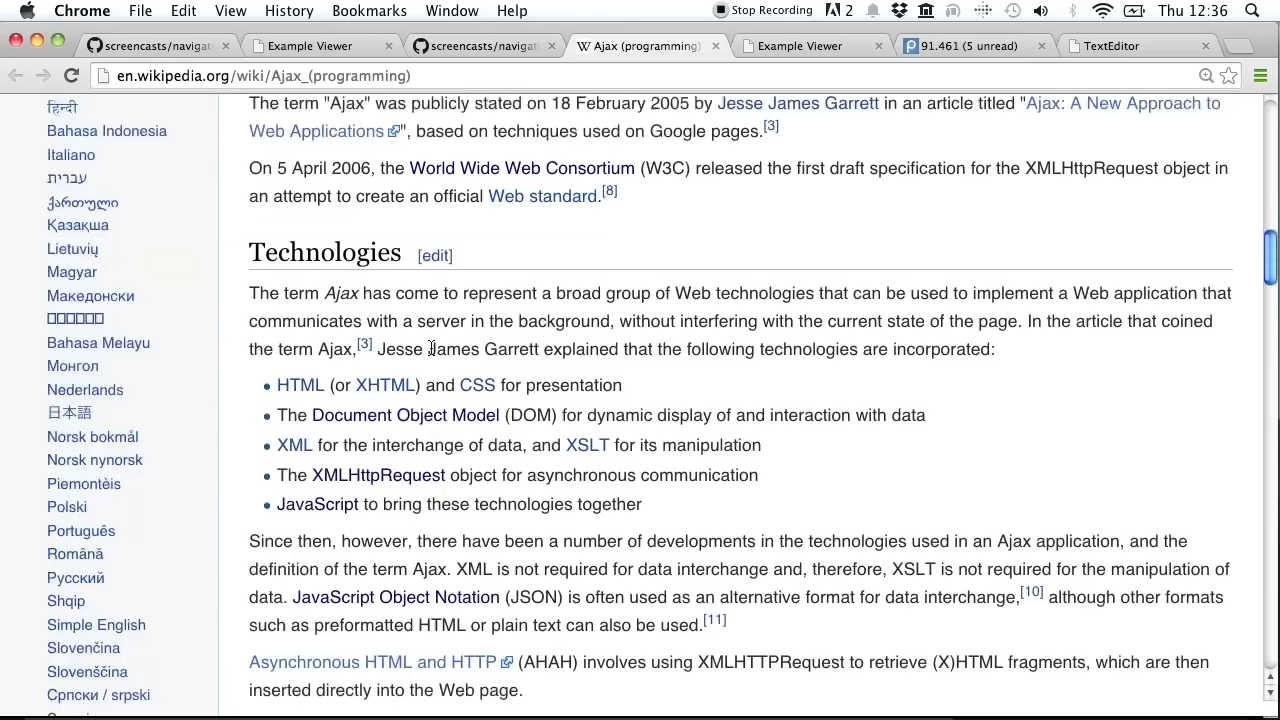 Chrome File Edit View History Bookmarks Window Help Stop Recording 2 Thu 12:36
screencasts/navigat Example Viewer screencasts/navigat W Ajax (programming) Example Viewer P 91.461 (5 unread) TextEditor
en.wikipedia.org/wiki/Ajax_(programming)
हिन्दी
Bahasa Indonesia
Italiano
עברית
ქართული
Қазақша
Lietuvių
Magyar
Македонски
Bahasa Melayu
Монгол
Nederlands
日本語
Norsk bokmål
Norsk nynorsk
Piemontèis
Polski
Português
Română
Русский
Shqip
Simple English
Slovenčina
Slovenščina
Српски / srpski
The term "Ajax" was publicly stated on 18 February 2005 by Jesse James Garrett in an article titled "Ajax: A New Approach to
Web Applications", based on techniques used on Google pages.[3]
On 5 April 2006, the World Wide Web Consortium (W3C) released the first draft specification for the XMLHttpRequest object in
an attempt to create an official Web standard.[8]
Technologies [edit]
The term Ajax has come to represent a broad group of Web technologies that can be used to implement a Web application that
communicates with a server in the background, without interfering with the current state of the page. In the article that coined
the term Ajax,[3] Jesse James Garrett explained that the following technologies are incorporated:
• HTML (or XHTML) and CSS for presentation
• The Document Object Model (DOM) for dynamic display of and interaction with data
• XML for the interchange of data, and XSLT for its manipulation
• The XMLHttpRequest object for asynchronous communication
• JavaScript to bring these technologies together
Since then, however, there have been a number of developments in the technologies used in an Ajax application, and the
definition of the term Ajax. XML is not required for data interchange and, therefore, XSLT is not required for the manipulation of
data. JavaScript Object Notation (JSON) is often used as an alternative format for data interchange,[10] although other formats
such as preformatted HTML or plain text can also be used.[11]
Asynchronous HTML and HTTP (AHAH) involves using XMLHTTPRequest to retrieve (X)HTML fragments, which are then
inserted directly into the Web page.